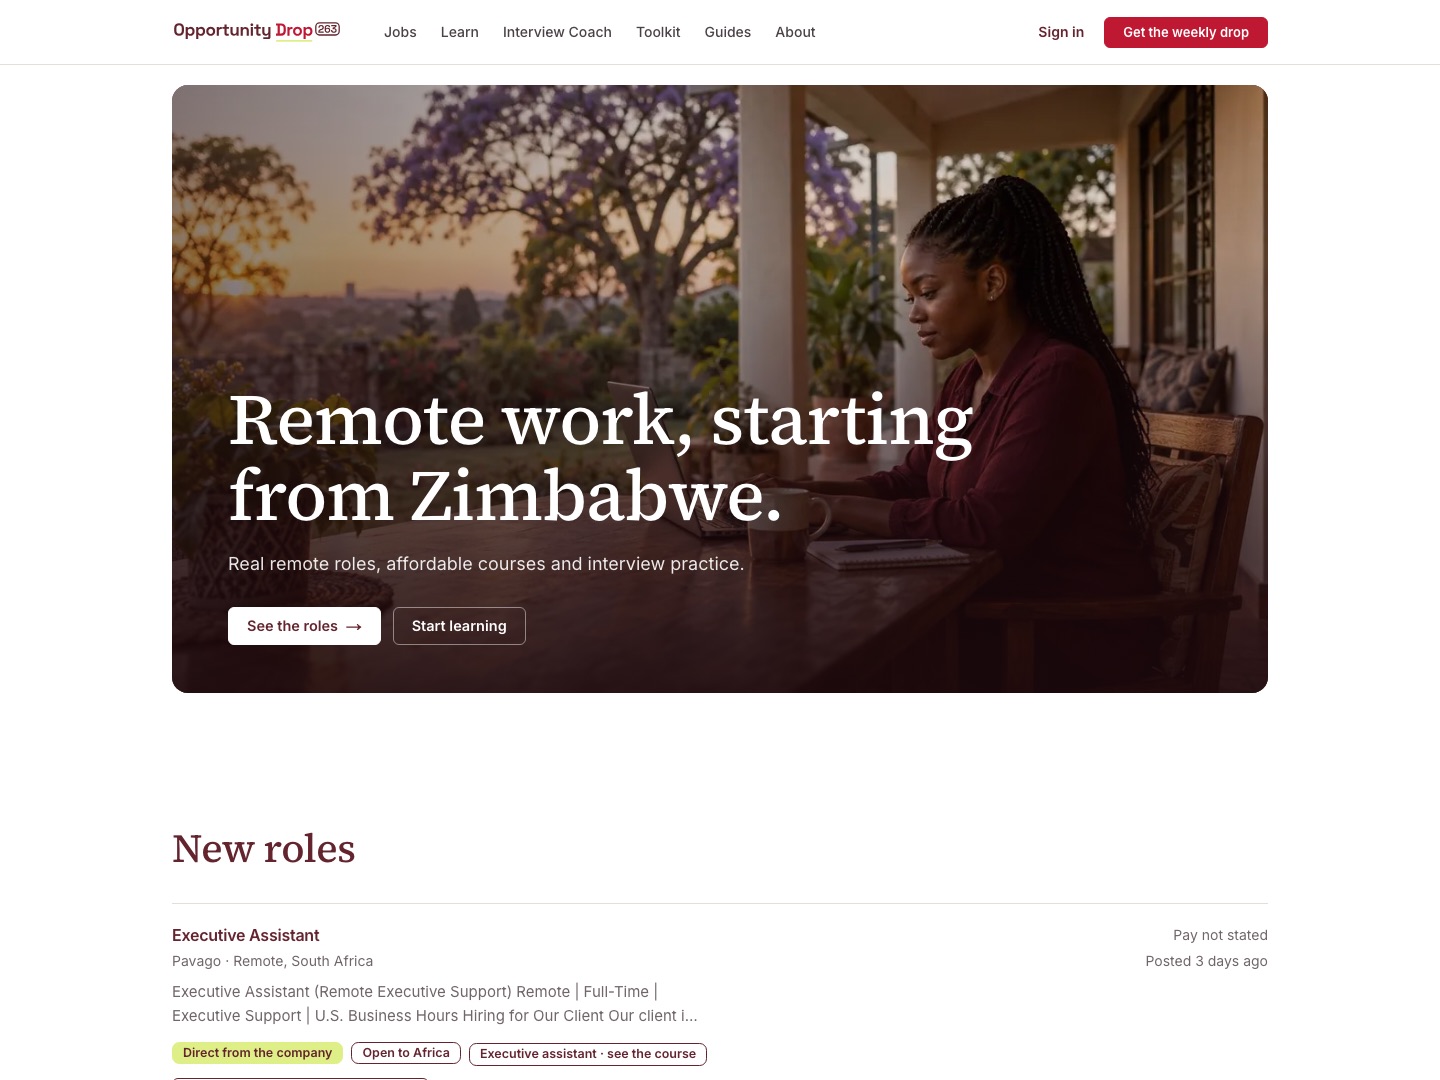 Opportunity Drop 263
Jobs
Learn
Interview Coach
Toolkit
Guides
About
Sign in
Get the weekly drop
Remote work, starting
from Zimbabwe.
Real remote roles, affordable courses and interview practice.
See the roles →
Start learning
New roles
Executive Assistant
Pay not stated
Pavago · Remote, South Africa
Posted 3 days ago
Executive Assistant (Remote Executive Support) Remote | Full-Time |
Executive Support | U.S. Business Hours Hiring for Our Client Our client i...
Direct from the company
Open to Africa
Executive assistant · see the course